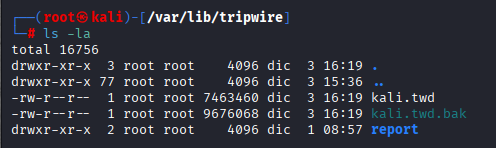 ┌──(root㉿kali)-[/var/lib/tripwire]
└─# ls -la
total 16756
drwxr-xr-x  3 root root    4096 dic  3 16:19 .
drwxr-xr-x 77 root root    4096 dic  3 15:36 ..
-rw-r--r--  1 root root 7463460 dic  3 16:19 kali.twd
-rw-r--r--  1 root root 9676068 dic  3 16:19 kali.twd.bak
drwxr-xr-x  2 root root    4096 dic  1 08:57 report